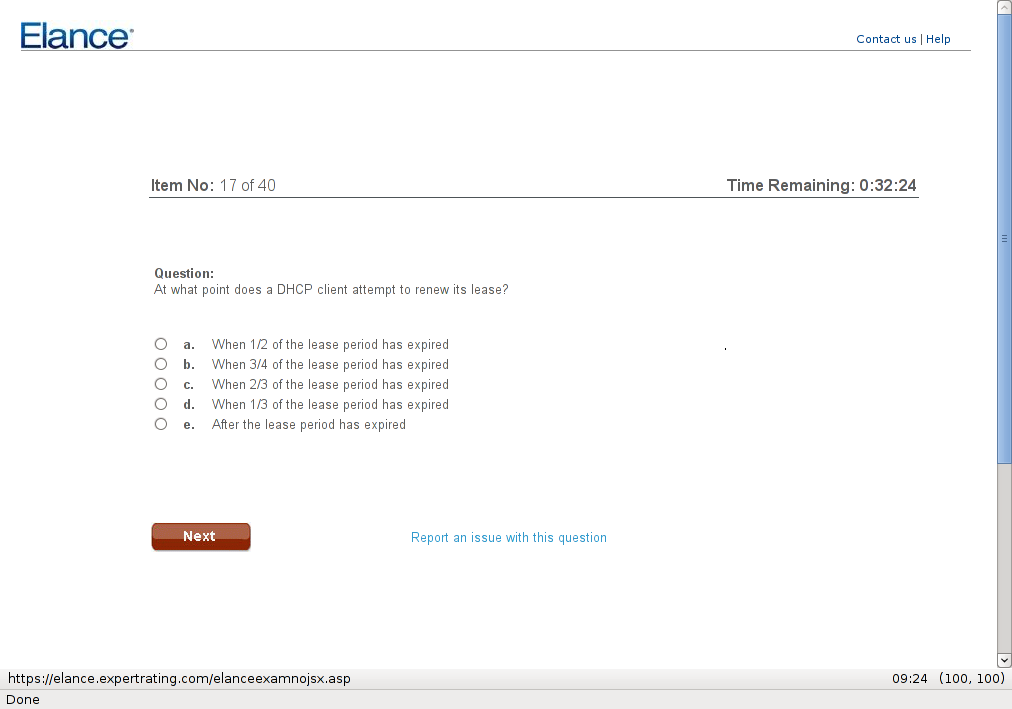 Elance®
Contact us | Help
Item No: 17 of 40
Time Remaining: 0:32:24
Question:
At what point does a DHCP client attempt to renew its lease?
a. When 1/2 of the lease period has expired
b. When 3/4 of the lease period has expired
c. When 2/3 of the lease period has expired
d. When 1/3 of the lease period has expired
e. After the lease period has expired
Next
Report an issue with this question
https://elance.expertrating.com/elanceexamnojsx.asp
09:24 (100, 100)
Done